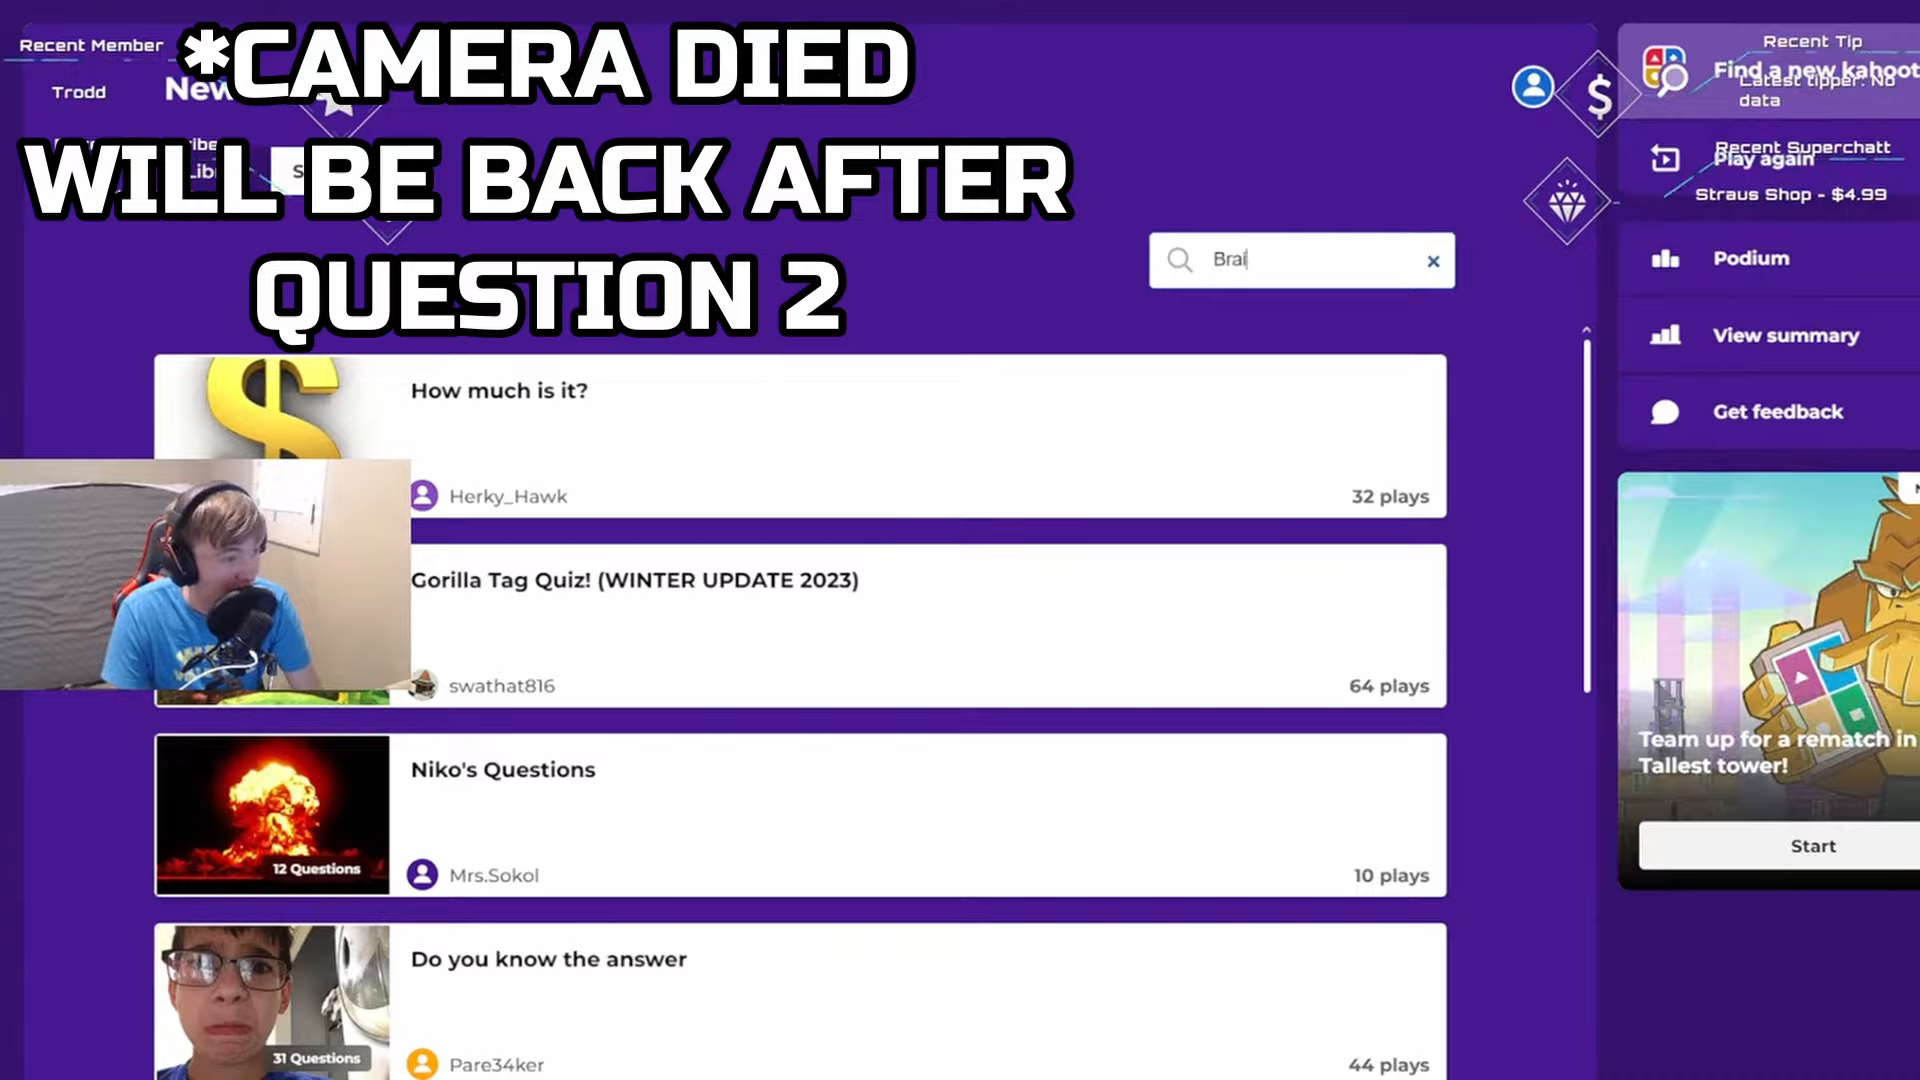 Recent Member
*CAMERA DIED
Trodd
New
WILL BE BACK AFTER
QUESTION 2
Brai
Recent Tip
Find a new kahoot
Latest tipper: No
data
Recent Superchatt
Play again
Straus Shop - $4.99
Podium
View summary
Get feedback
How much is it?
Herky_Hawk
32 plays
Gorilla Tag Quiz! (WINTER UPDATE 2023)
swathat816
64 plays
Niko's Questions
12 Questions
Mrs.Sokol
10 plays
Do you know the answer
31 Questions
Pare34ker
44 plays
Team up for a rematch in
Tallest tower!
Start